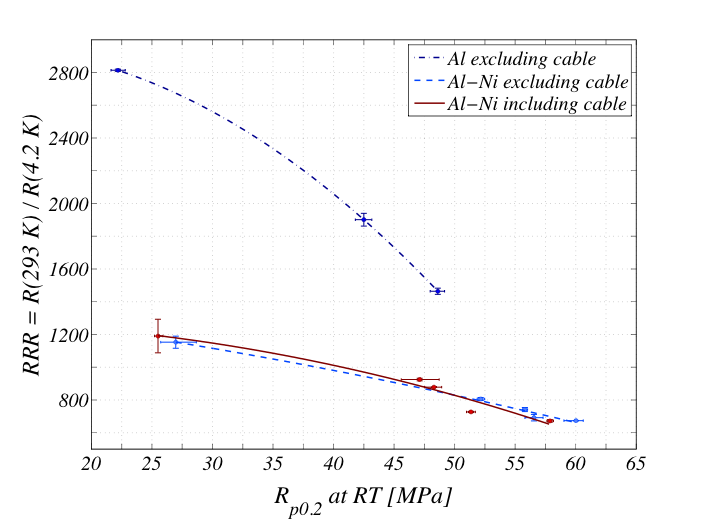 Al excluding cable
Al−Ni excluding cable
Al−Ni including cable
RRR = R(293 K) / R(4.2 K)
2800
2400
2000
1600
1200
800
20 25 30 35 40 45 50 55 60 65
R_p0.2 at RT [MPa]